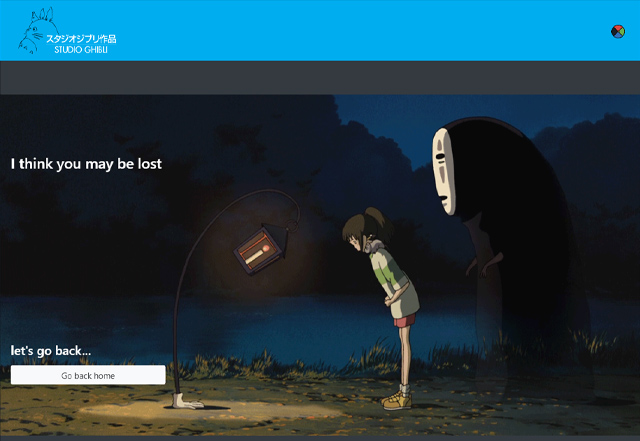 スタジオジブリ作品
STUDIO GHIBLI
I think you may be lost
let's go back...
Go back home